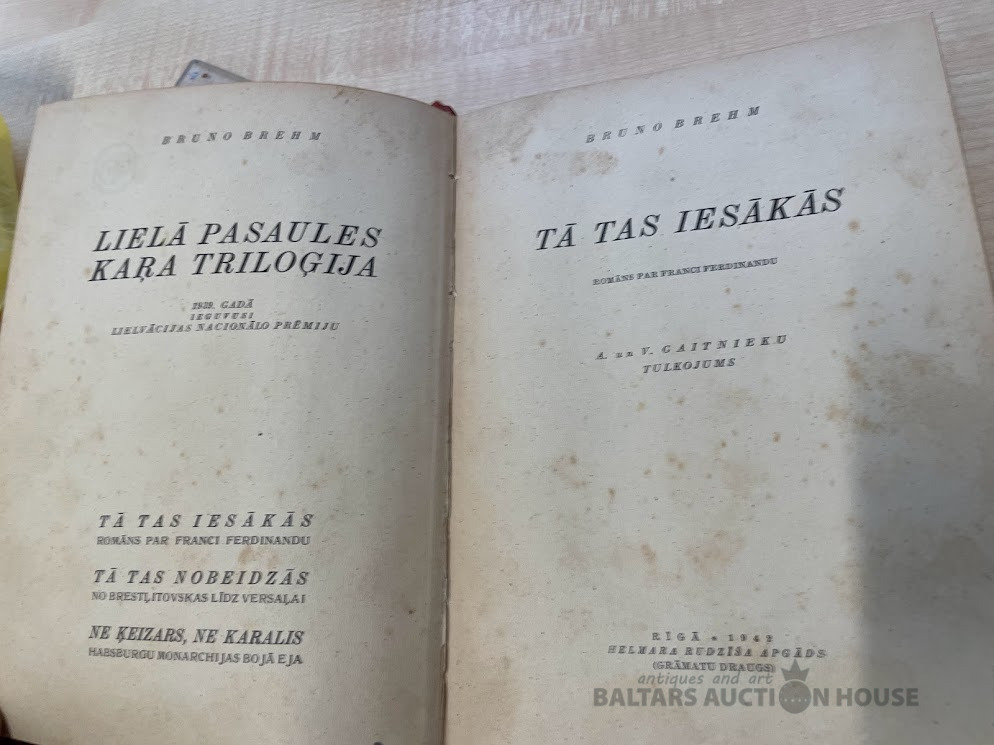 BRUNO BREHM
LIELĀ PASAULES
KAŖA TRILOĢIJA
1939. GADĀ
IEGUVUSI
LIELVĀCIJAS NACIONĀLO PRĒMIJU
TĀ TAS IESĀKĀS
ROMĀNS PAR FRANCI FERDINANDU
TĀ TAS NOBEIDZĀS
NO BRESTĻITOVSKAS LĪDZ VERSAĻAI
NE ĶEIZARS, NE KARALIS
HABSBURGU MONARCHIJAS BOJĀ EJA
BRUNO BREHM
TĀ TAS IESĀKĀS
ROMĀNS PAR FRANCI FERDINANDU
A. un V. GAITNIEKU
TULKOJUMS
RĪGĀ * 1942
HELMARA RUDZĪŠA APGĀDS
(GRĀMATU DRAUGS)
antiques and art
BALTARS AUCTION HOUSE